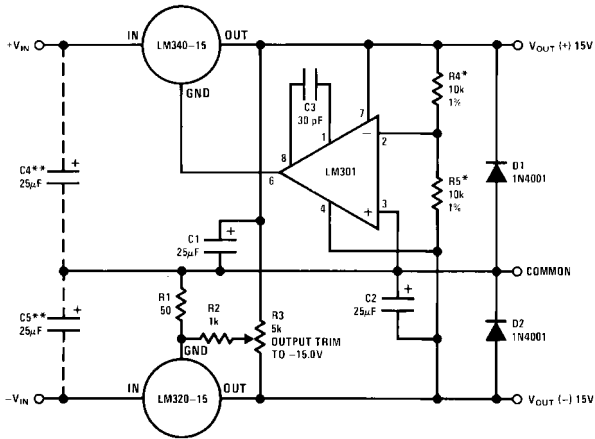 +VIN
IN
LM340-15
OUT
GND
VOUT (+) 15V
C3
30 pF
R4*
10k
1%
7
8
1
−
2
6
LM301
4
+
3
R5*
10k
1%
D1
1N4001
C4**
25μF
+
C1
25μF
+
COMMON
C5**
25μF
+
R1
50
R2
1k
R3
5k
OUTPUT TRIM
TO −15.0V
C2
25μF
+
D2
1N4001
GND
−VIN
IN
LM320-15
OUT
VOUT (−) 15V